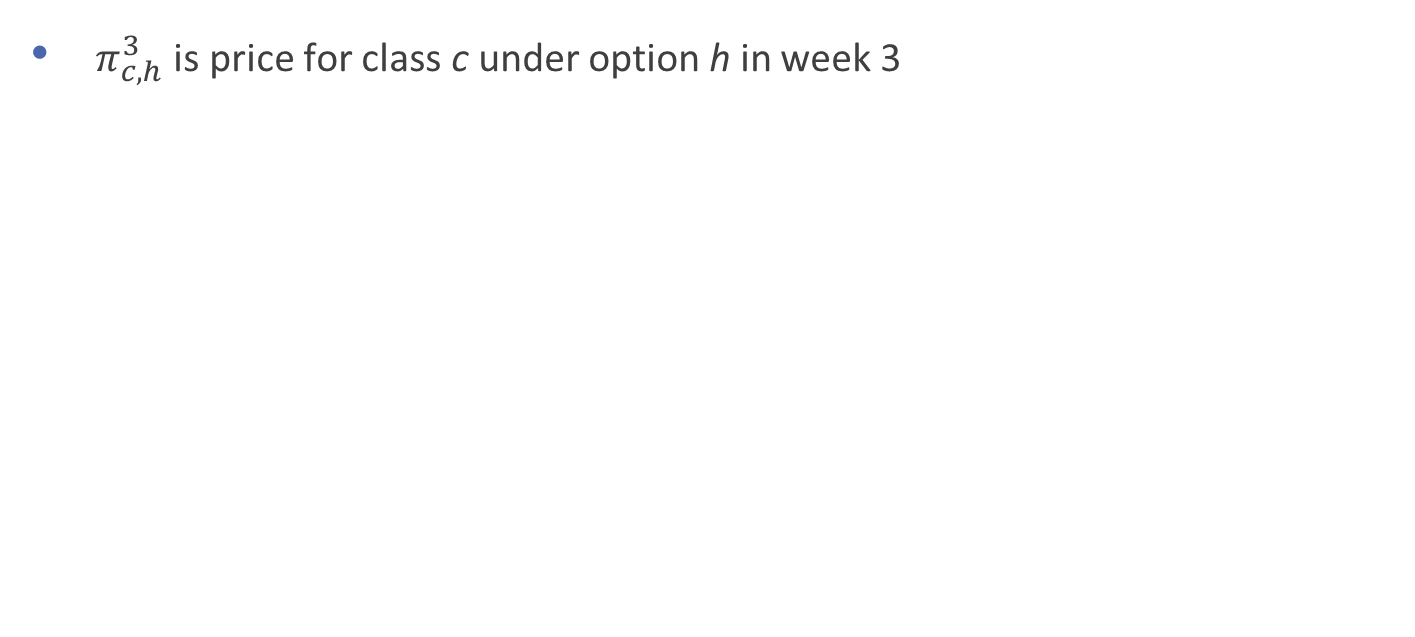 • π³c,h is price for class c under option h in week 3